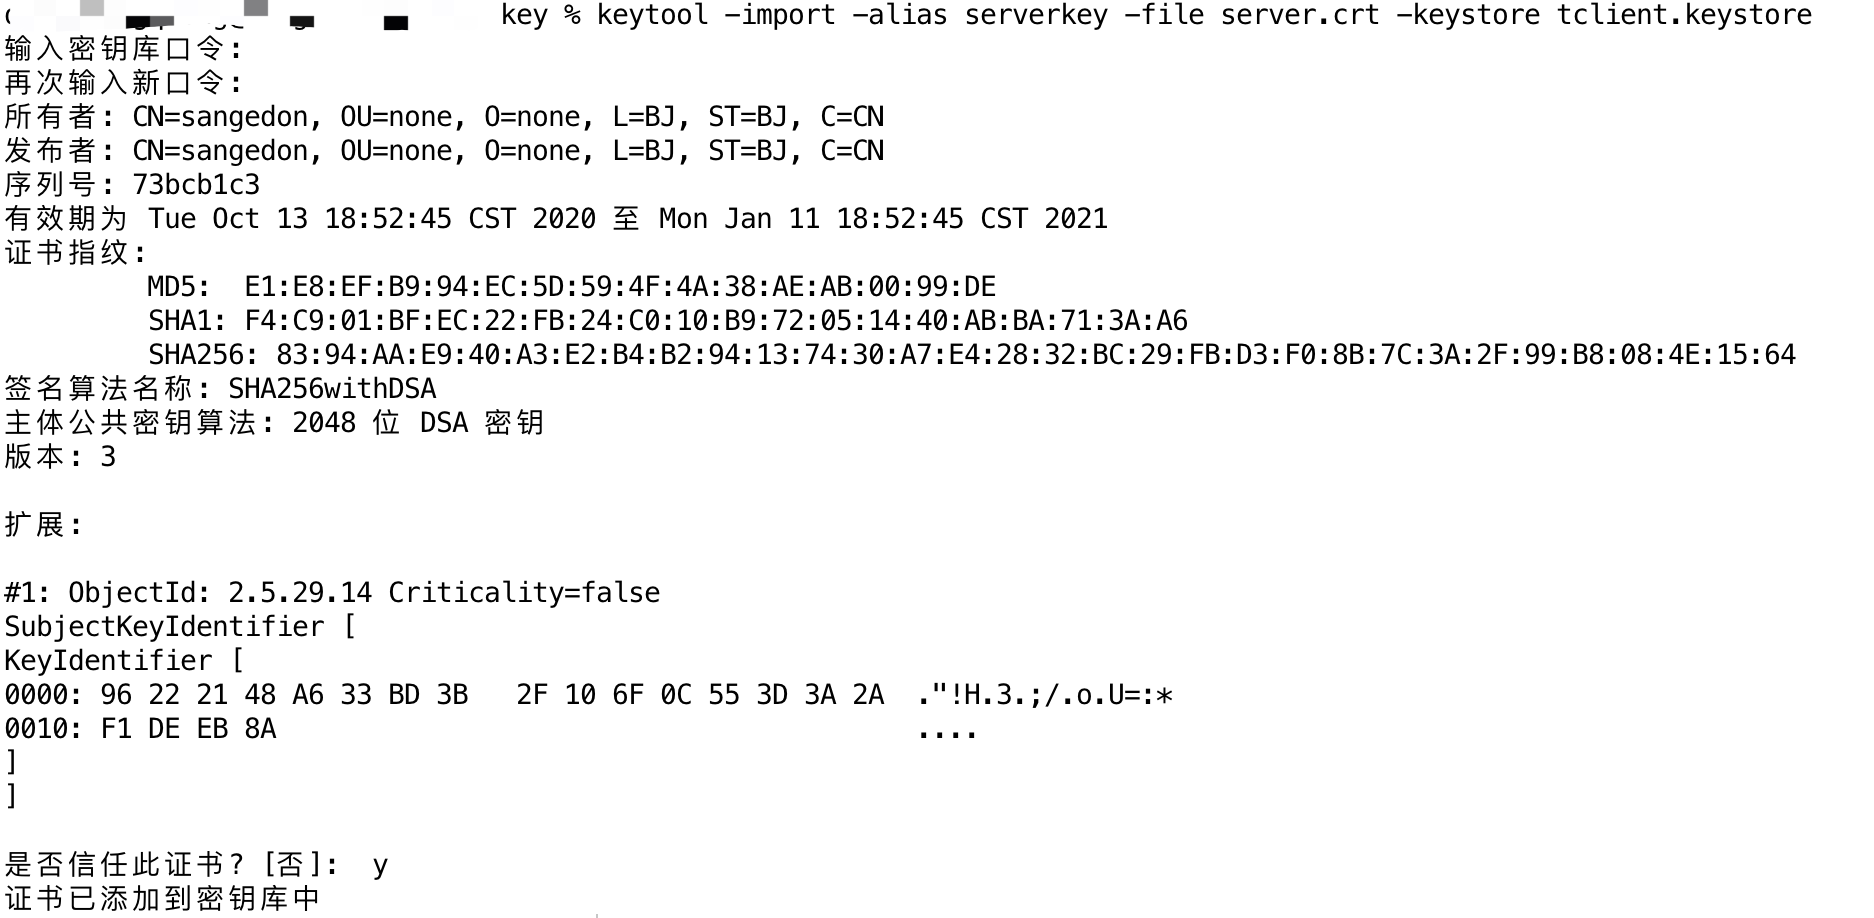 key % keytool -import -alias serverkey -file server.crt -keystore tclient.keystore
输入密钥库口令:
再次输入新口令:
所有者: CN=sangedon, OU=none, O=none, L=BJ, ST=BJ, C=CN
发布者: CN=sangedon, OU=none, O=none, L=BJ, ST=BJ, C=CN
序列号: 73bcb1c3
有效期为 Tue Oct 13 18:52:45 CST 2020 至 Mon Jan 11 18:52:45 CST 2021
证书指纹:
MD5:  E1:E8:EF:B9:94:EC:5D:59:4F:4A:38:AE:AB:00:99:DE
SHA1: F4:C9:01:BF:EC:22:FB:24:C0:10:B9:72:05:14:40:AB:BA:71:3A:A6
SHA256: 83:94:AA:E9:40:A3:E2:B4:B2:94:13:74:30:A7:E4:28:32:BC:29:FB:D3:F0:8B:7C:3A:2F:99:B8:08:4E:15:64
签名算法名称: SHA256withDSA
主体公共密钥算法: 2048 位 DSA 密钥
版本: 3
扩展:
#1: ObjectId: 2.5.29.14 Criticality=false
SubjectKeyIdentifier [
KeyIdentifier [
0000: 96 22 21 48 A6 33 BD 3B   2F 10 6F 0C 55 3D 3A 2A  ."!H.3.;/.o.U=:*
0010: F1 DE EB 8A                                        ....
]
]
是否信任此证书? [否]:  y
证书已添加到密钥库中